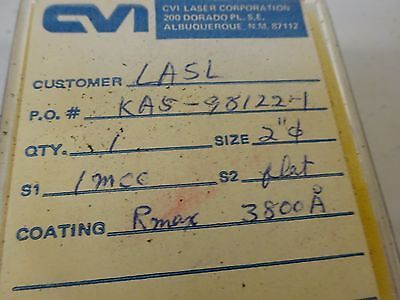 CVI
CVI LASER CORPORATION
200 DORADO PL. S.E.
ALBUQUERQUE, N.M. 87112
CUSTOMER LASL
P.O. # KA5-98122-1
QTY. 1 SIZE 2"ϕ
S1 1mcc S2 flat
COATING Rmax 3800Å